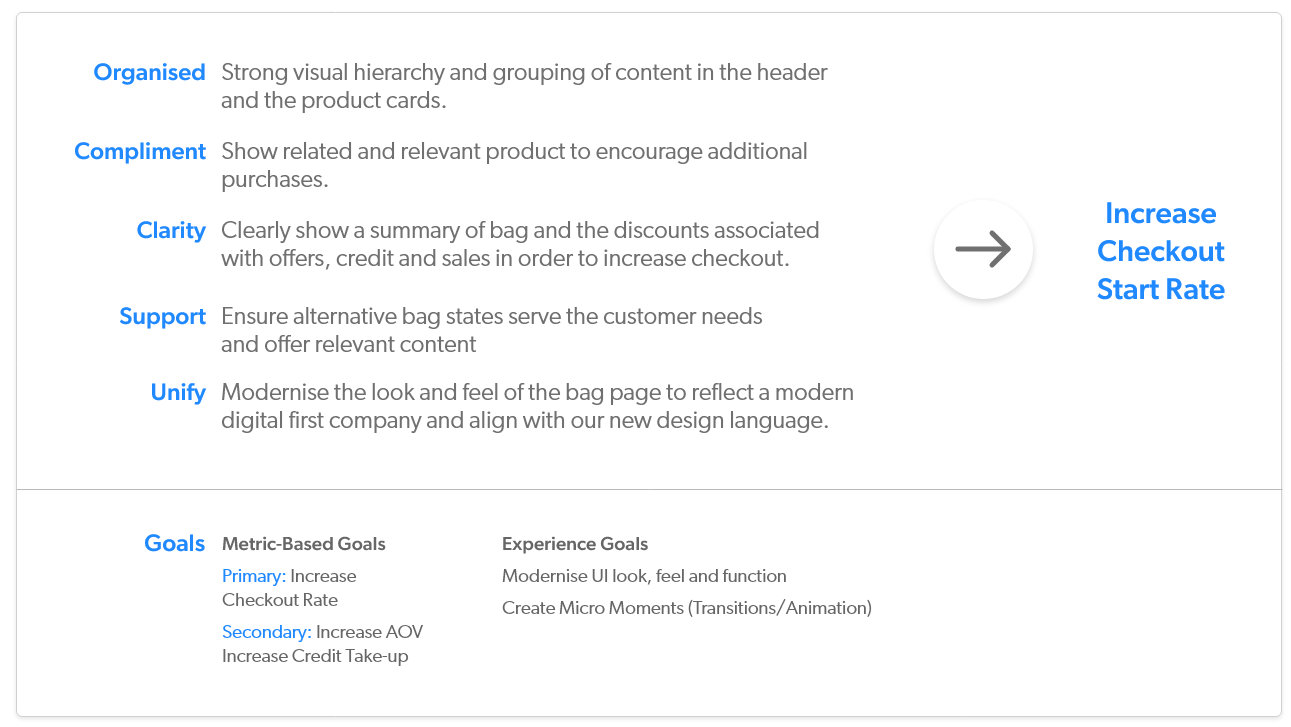 Organised Strong visual hierarchy and grouping of content in the header
and the product cards.
Compliment Show related and relevant product to encourage additional
purchases.
Clarity Clearly show a summary of bag and the discounts associated
with offers, credit and sales in order to increase checkout.
Support Ensure alternative bag states serve the customer needs
and offer relevant content
Unify Modernise the look and feel of the bag page to reflect a modern
digital first company and align with our new design language.
Increase
Checkout
Start Rate
Goals
Metric-Based Goals
Primary: Increase
Checkout Rate
Secondary: Increase AOV
Increase Credit Take-up
Experience Goals
Modernise UI look, feel and function
Create Micro Moments (Transitions/Animation)